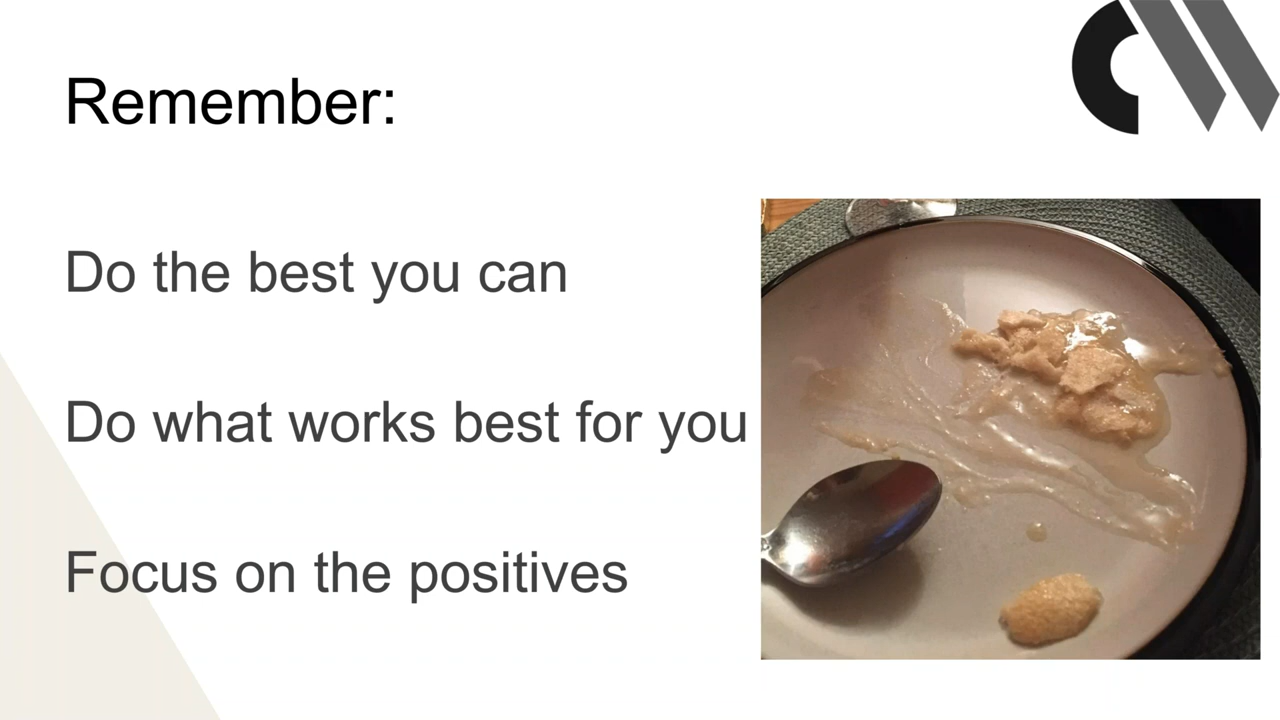 Remember:
Do the best you can
Do what works best for you
Focus on the positives